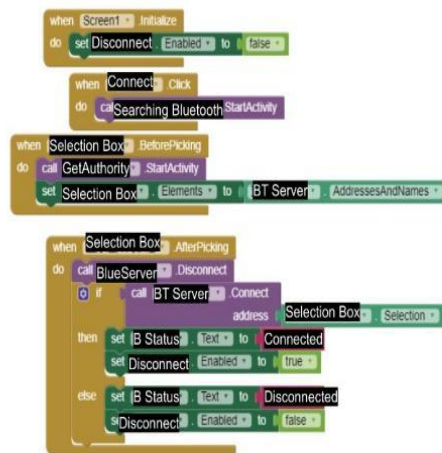 when Screen1 .Initialize
do set Disconnect . Enabled to false
when Connect .Click
do call Searching Bluetooth StartActivity
when Selection Box .BeforePicking
do call GetAuthority .StartActivity
set Selection Box . Elements to BT Server . AddressesAndNames
when Selection Box .AfterPicking
do call BlueServer .Disconnect
if call BT Server .Connect
address Selection Box . Selection
then set B Status . Text to Connected
set Disconnect . Enabled to true
else set B Status . Text to Disconnected
set Disconnect . Enabled to false